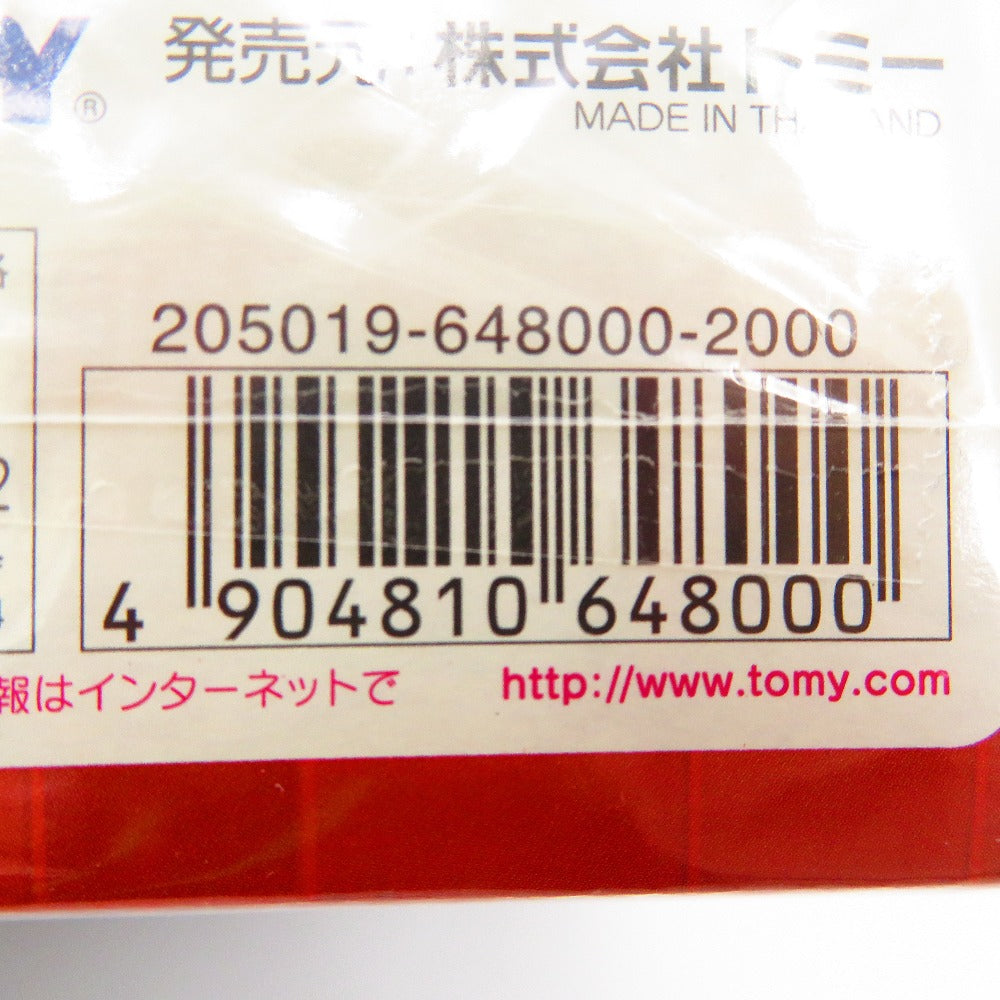 Y®
発売元:株式会社トミー
MADE IN THAILAND
205019-648000-2000
4 904810 648000
報はインターネットで http://www.tomy.com